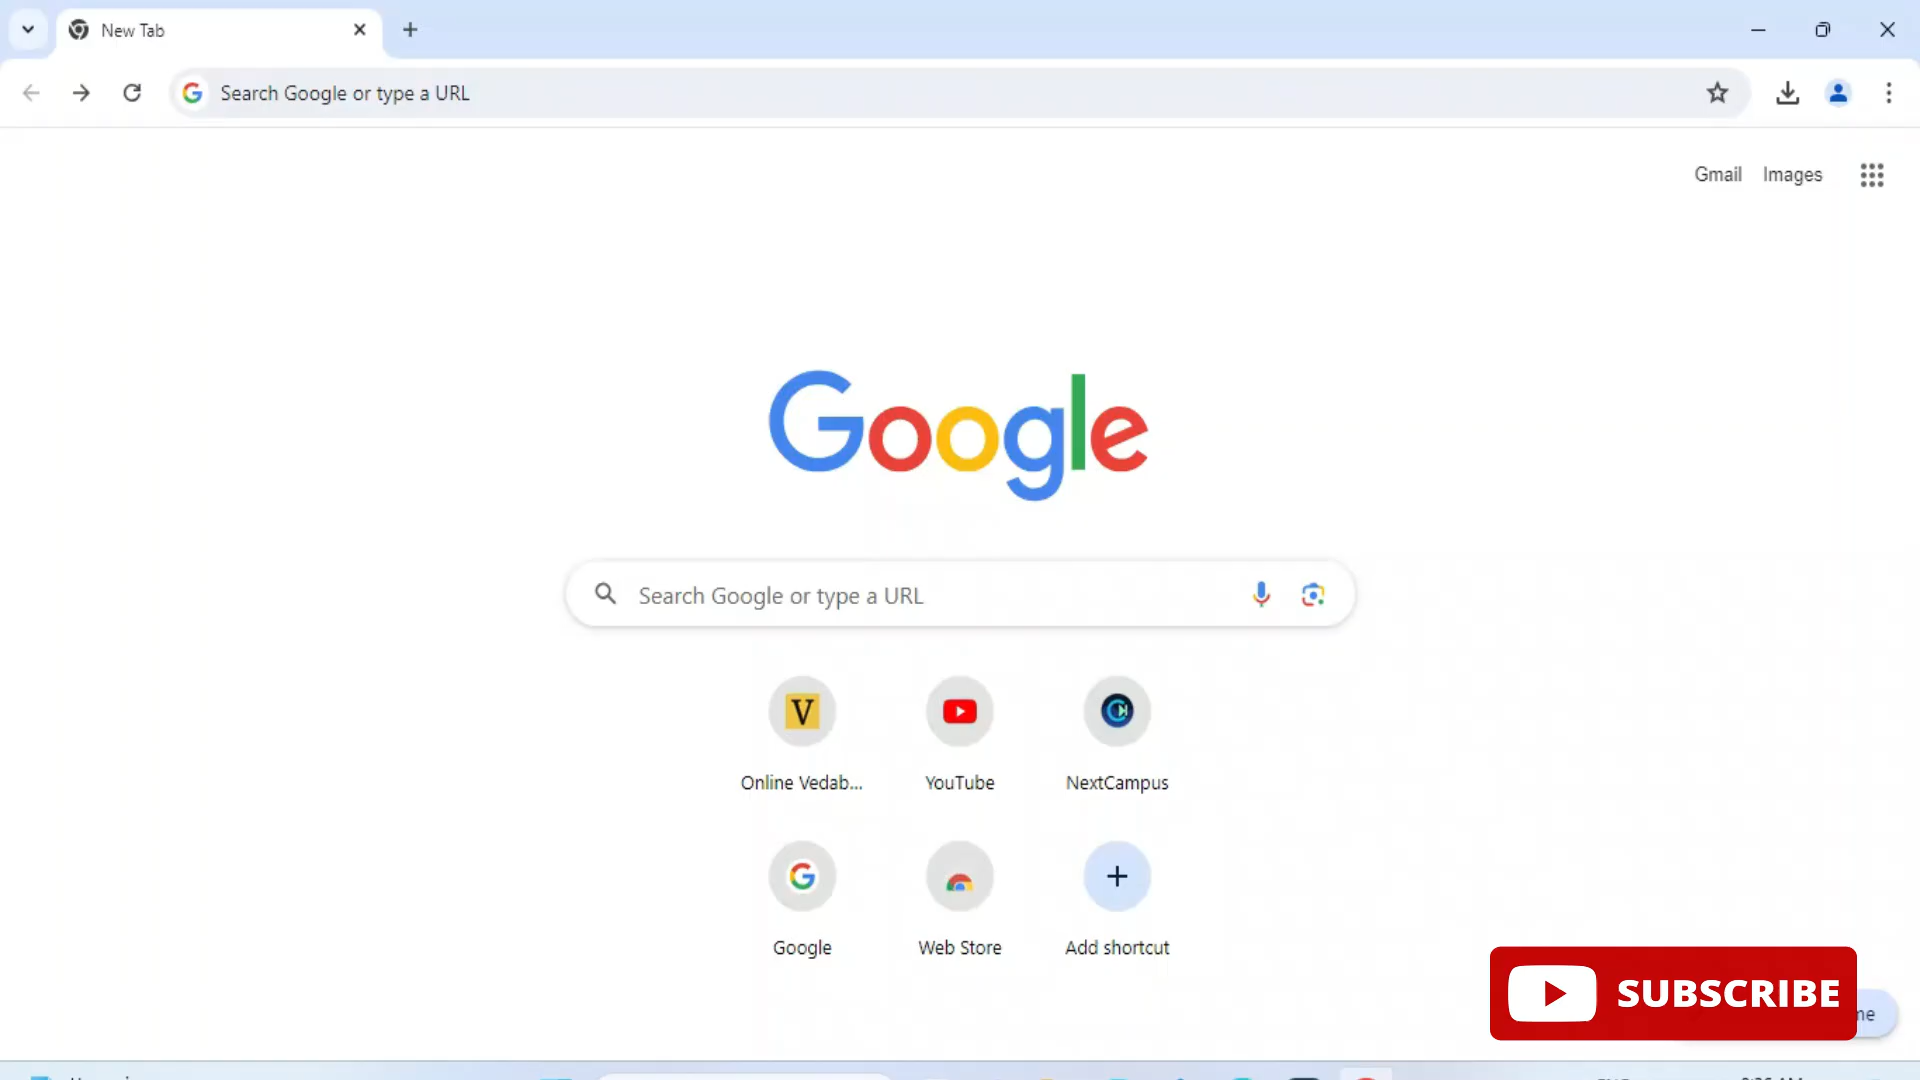 New Tab
Search Google or type a URL
Gmail Images
Google
Search Google or type a URL
V
Online Vedab... YouTube NextCampus
Google Web Store Add shortcut
SUBSCRIBE
ne